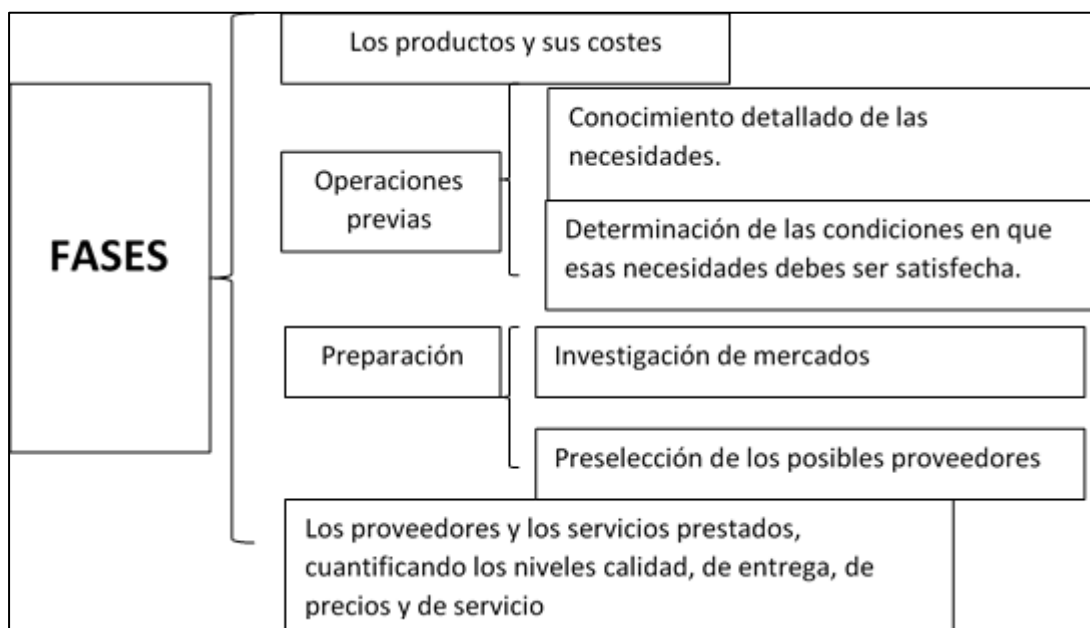 FASES
Los productos y sus costes
Operaciones
previas
Conocimiento detallado de las
necesidades.
Determinación de las condiciones en que
esas necesidades debes ser satisfecha.
Preparación
Investigación de mercados
Preselección de los posibles proveedores
Los proveedores y los servicios prestados,
cuantificando los niveles calidad, de entrega, de
precios y de servicio